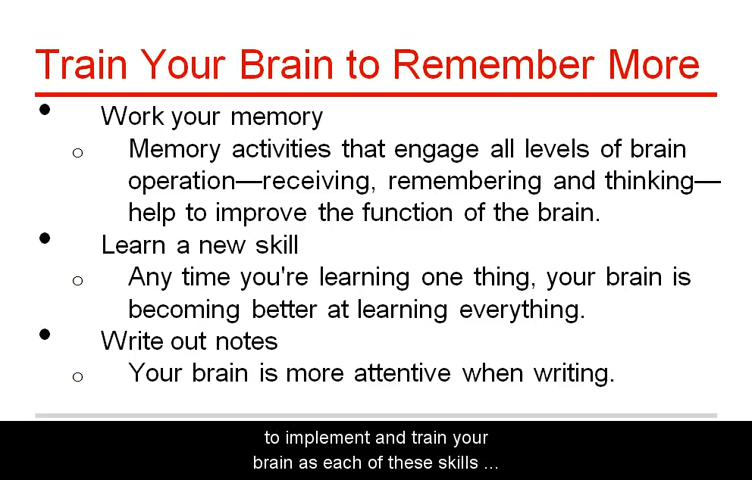 Train Your Brain to Remember More
• Work your memory
o Memory activities that engage all levels of brain
operation—receiving, remembering and thinking—
help to improve the function of the brain.
• Learn a new skill
o Any time you're learning one thing, your brain is
becoming better at learning everything.
• Write out notes
o Your brain is more attentive when writing.
to implement and train your
brain as each of these skills ...